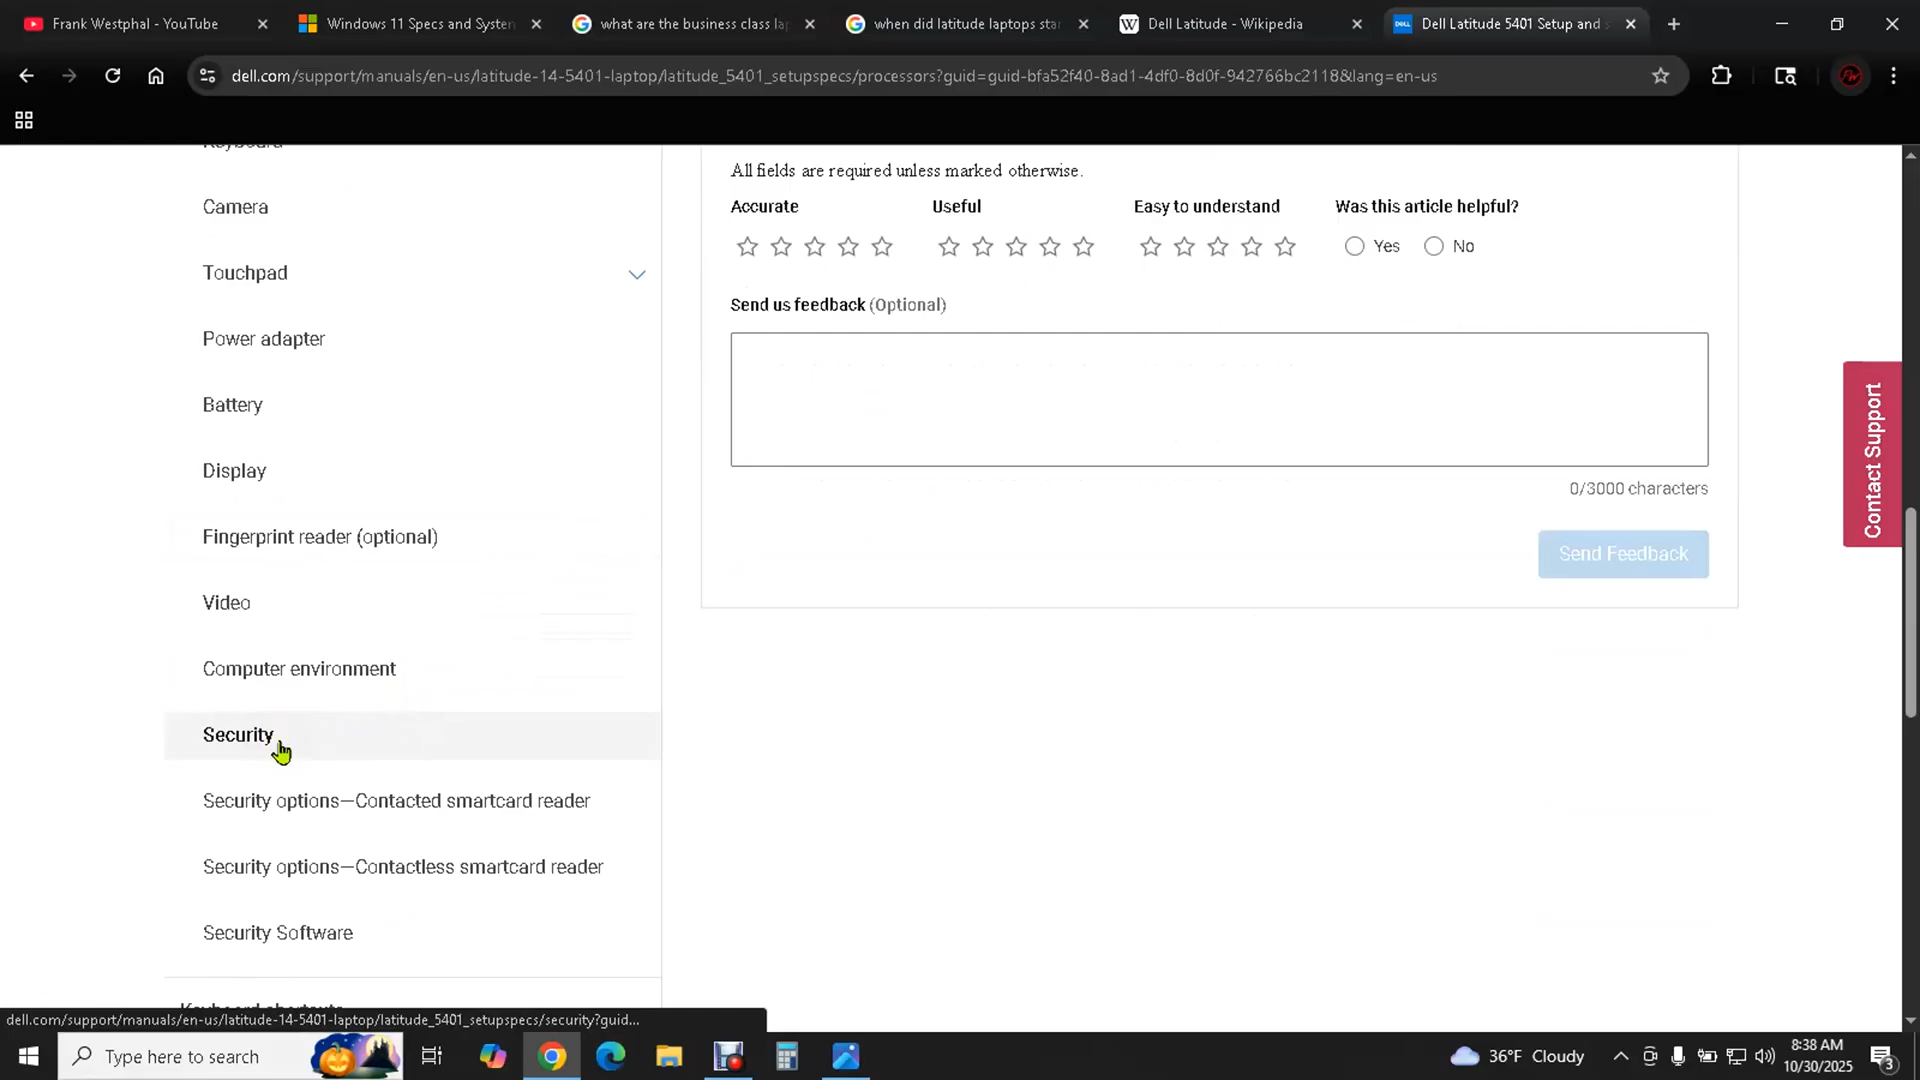 Frank Westphal - YouTube
Windows 11 Specs and System
what are the business class la
when did latitude laptops sta
W Dell Latitude - Wikipedia
DELL Dell Latitude 5401 Setup and s
dell.com/support/manuals/en-us/latitude-14-5401-laptop/latitude_5401_setupspecs/processors?guid=guid-bfa52f40-8ad1-4df0-8d0f-942766bc2118&lang=en-us
Keyboard
Camera
Touchpad
Power adapter
Battery
Display
Fingerprint reader (optional)
Video
Computer environment
Security
Security options—Contacted smartcard reader
Security options—Contactless smartcard reader
Security Software
Keyboard shortcuts
All fields are required unless marked otherwise.
Accurate Useful Easy to understand Was this article helpful?
Yes No
Send us feedback (Optional)
0/3000 characters
Send Feedback
Contact Support
dell.com/support/manuals/en-us/latitude-14-5401-laptop/latitude_5401_setupspecs/security?guid...
Type here to search
36°F Cloudy
8:38 AM
10/30/2025
3